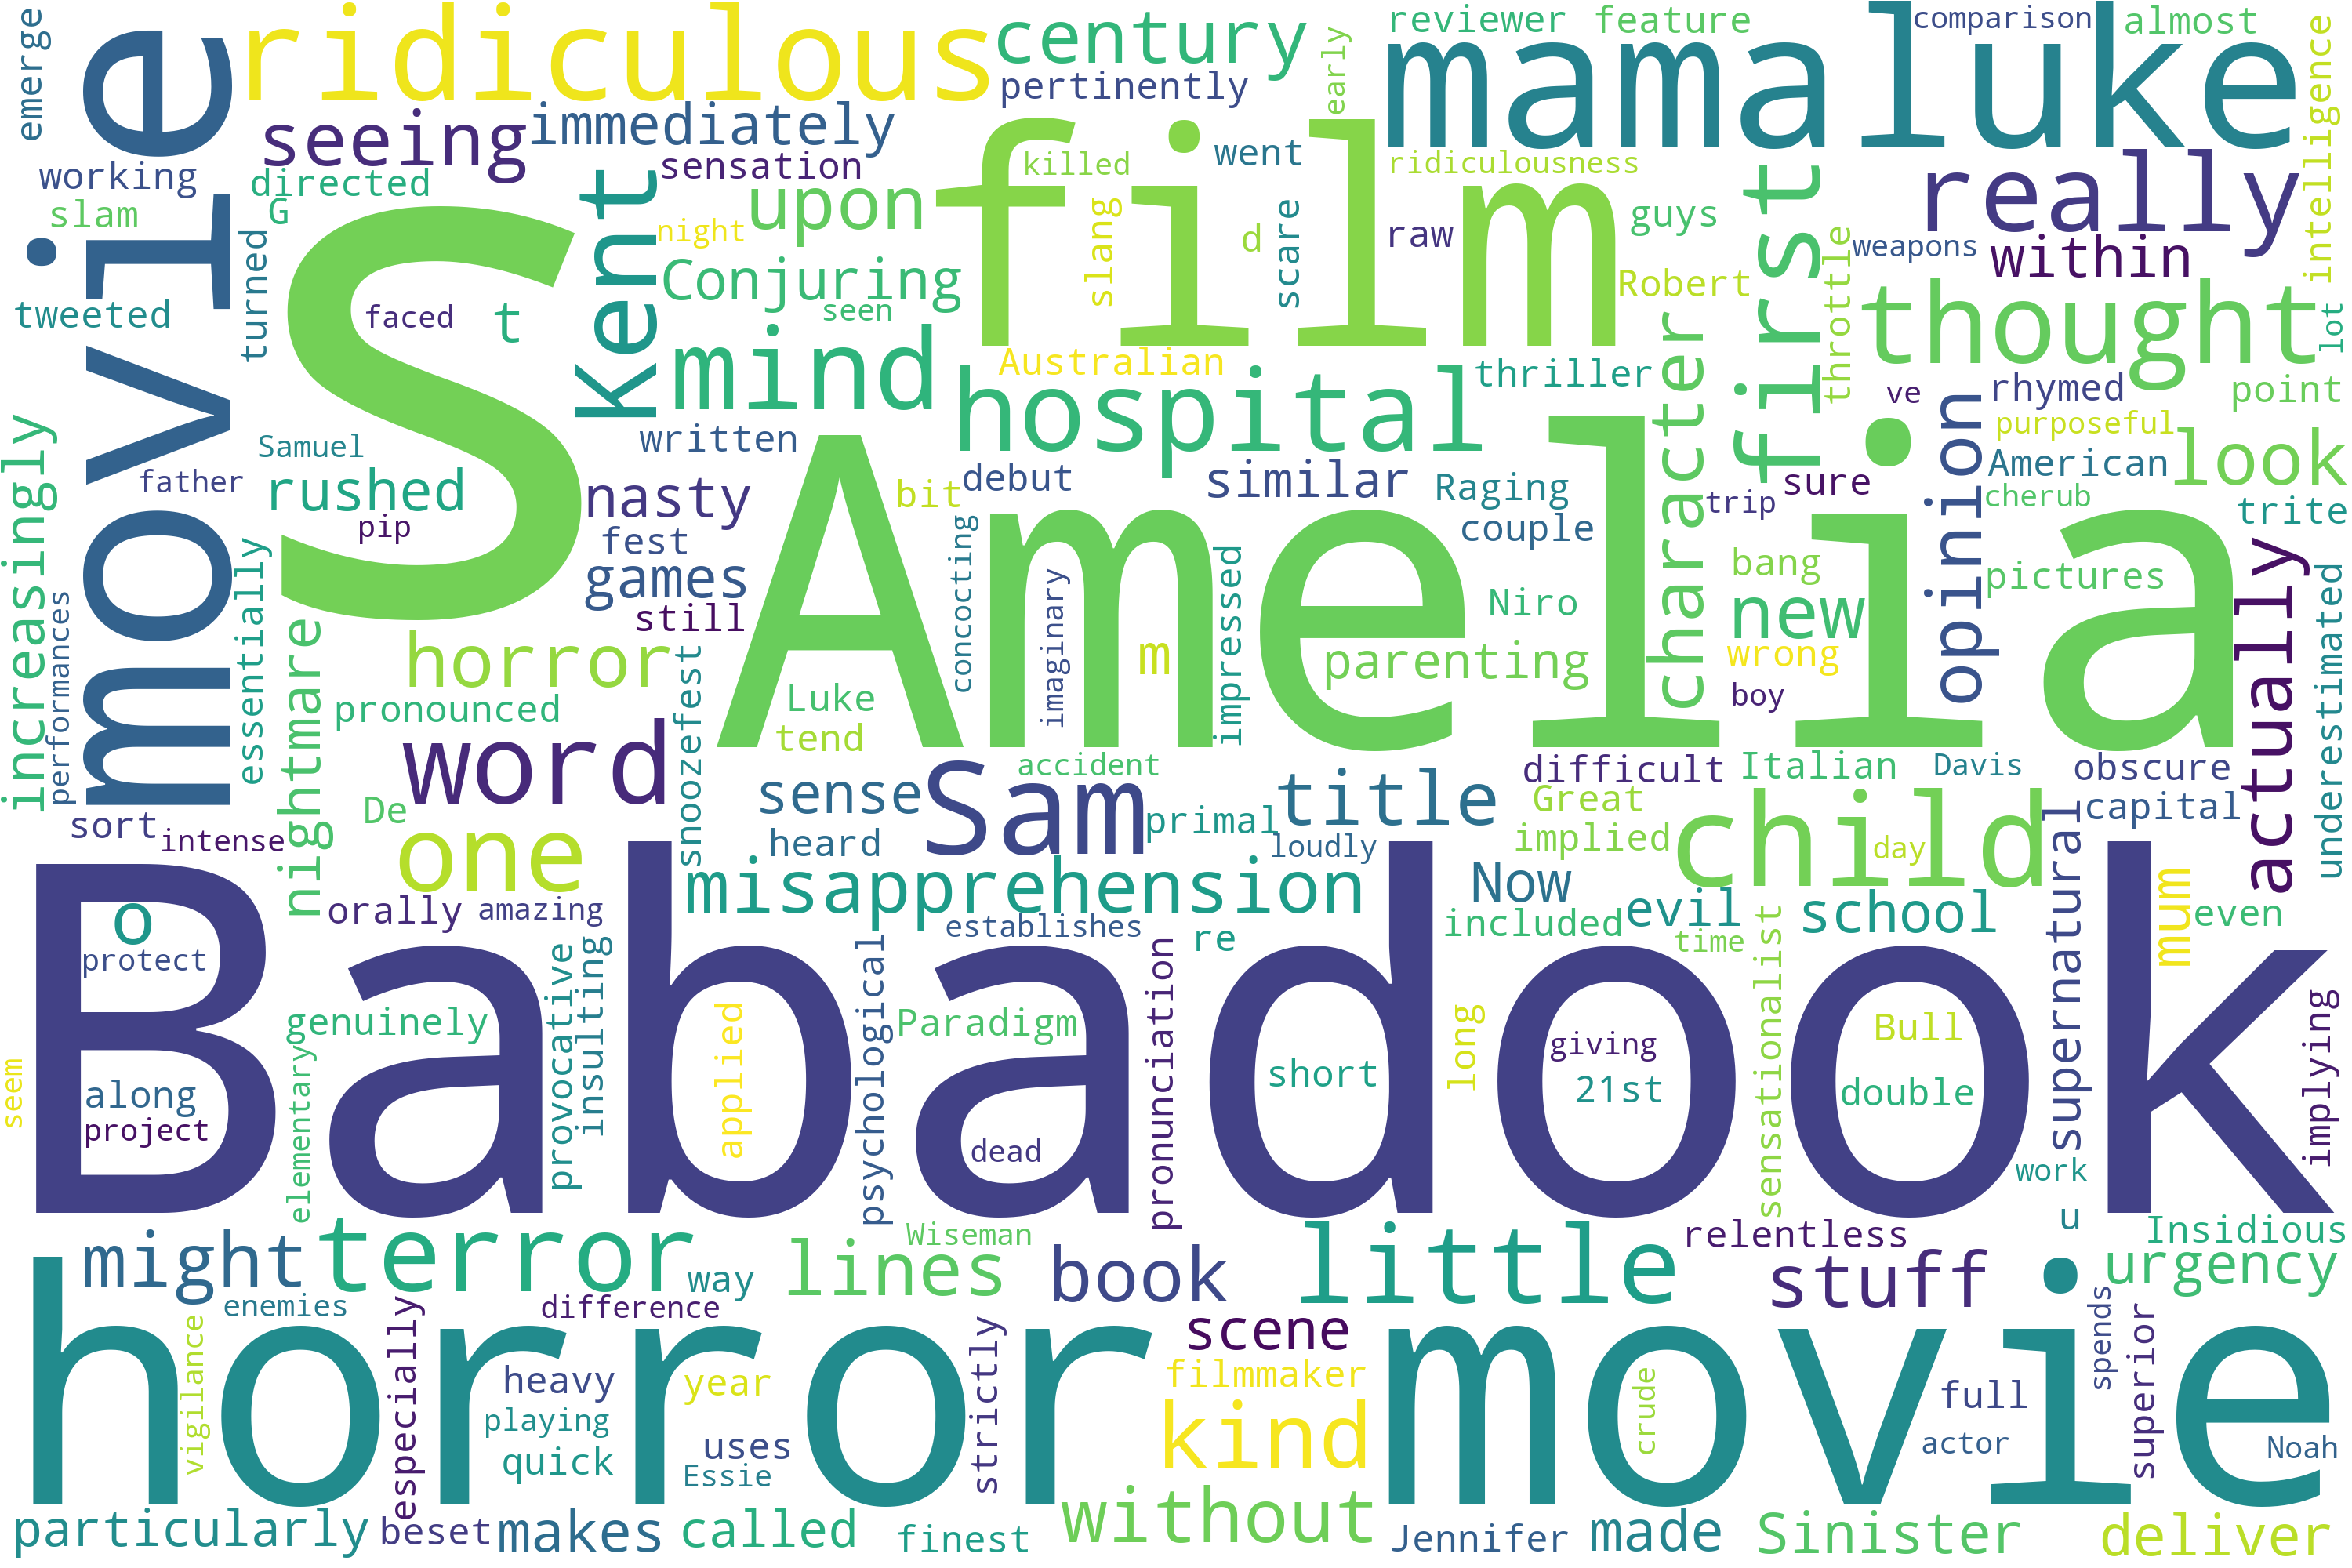 emerge
movie
ridiculous
century
reviewer
feature
mamaluke
comparison
almost
pertinently
early
intelligence
seeing
immediately
film
working
sensation
killed
went
ridiculousness
first
really
slam
directed
G
Kent
upon
night
slang
d
scare
raw
guys
throttle
weapons
within
turned
S
Conjuring
Robert
thought
tweeted
faced
t
seen
lot
mind
Australian
hospital
thriller
character
ve
rhymed
point
increasingly
father
Samuel
rushed
pip
written
nasty
bit
debut
similar
Raging
couple
trip
sure
opinion
purposeful
American
cherub
look
trite
essentially
fest
games
still
Amelia
concocting
imaginary
m
impressed
Niro
parenting
bang
new
wrong
boy
pictures
actually
underestimated
performances
nightmare
horror
pronounced
word
snoozefest
Luke
tend
accident
difficult
Italian
Davis
obscure
capital
sort
intense
De
one
sense
heard
Sam
primal
title
loudly
Great
implied
child
day
supernatural
misapprehension
Now
included
evil
time
school
mum
even
o
protect
orally
amazing
establishes
re
Babadook
genuinely
provocative
insulting
applied
psychological
Paradigm
dead
pronunciation
short
long
giving
21st
sensationalist
Bull
double
implying
seem
along
project
elementary
work
u
Insidious
might
terror
way
Wiseman
lines
book
little
relentless
stuff
urgency
enemies
difference
scene
spends
superior
vigilance
horror movie
especially
heavy
playing
quick
year
uses
Essie
strictly
filmmaker
kind
crude
full
actor
Noah
particularly
beset
makes
called
finest
without
Jennifer
made
Sinister
deliver